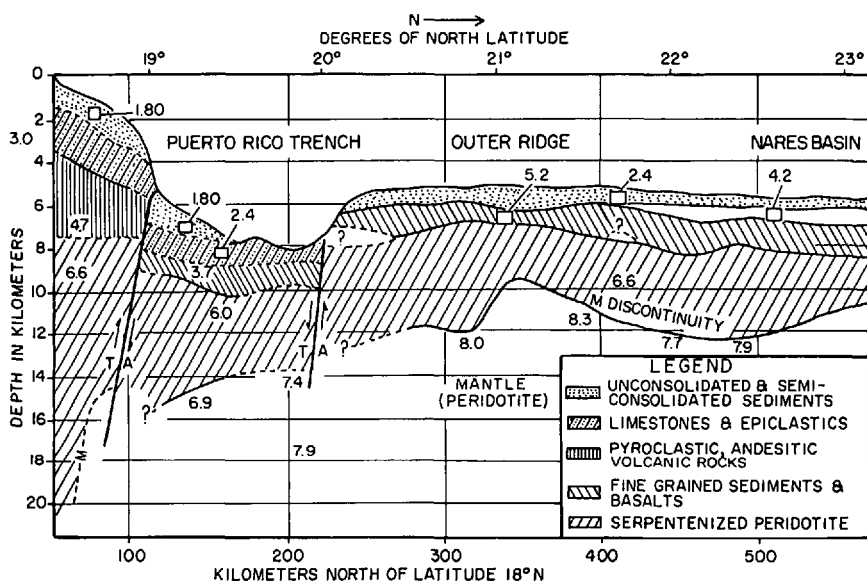 N
DEGREES OF NORTH LATITUDE
19° 20° 21° 22° 23°
0
2
3.0
4
6
8
10
12
14
16
18
20
DEPTH IN KILOMETERS
1.80
PUERTO RICO TRENCH OUTER RIDGE NARES BASIN
5.2 2.4 4.2
1.80
2.4
4.7
?
?
3.7
6.6
6.0
6.6
M DISCONTINUITY
8.3
8.0 7.7 7.9
T A
T A ?
7.4
6.9
?
M
7.9
MANTLE
(PERIDOTITE)
LEGEND
UNCONSOLIDATED & SEMI-
CONSOLIDATED SEDIMENTS
LIMESTONES & EPICLASTICS
PYROCLASTIC, ANDESITIC
VOLCANIC ROCKS
FINE GRAINED SEDIMENTS &
BASALTS
SERPENTENIZED PERIDOTITE
100 200 300 400 500
KILOMETERS NORTH OF LATITUDE 18°N